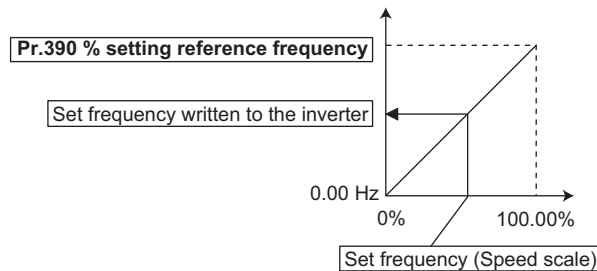 Pr.390 % setting reference frequency
Set frequency written to the inverter
0.00 Hz
0%
100.00%
Set frequency (Speed scale)